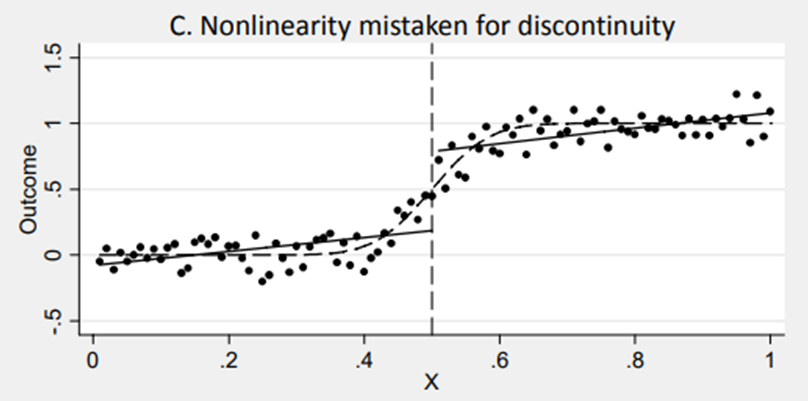 C. Nonlinearity mistaken for discontinuity
1.5
1
.5
0
-.5
Outcome
0 .2 .4 .6 .8 1
X